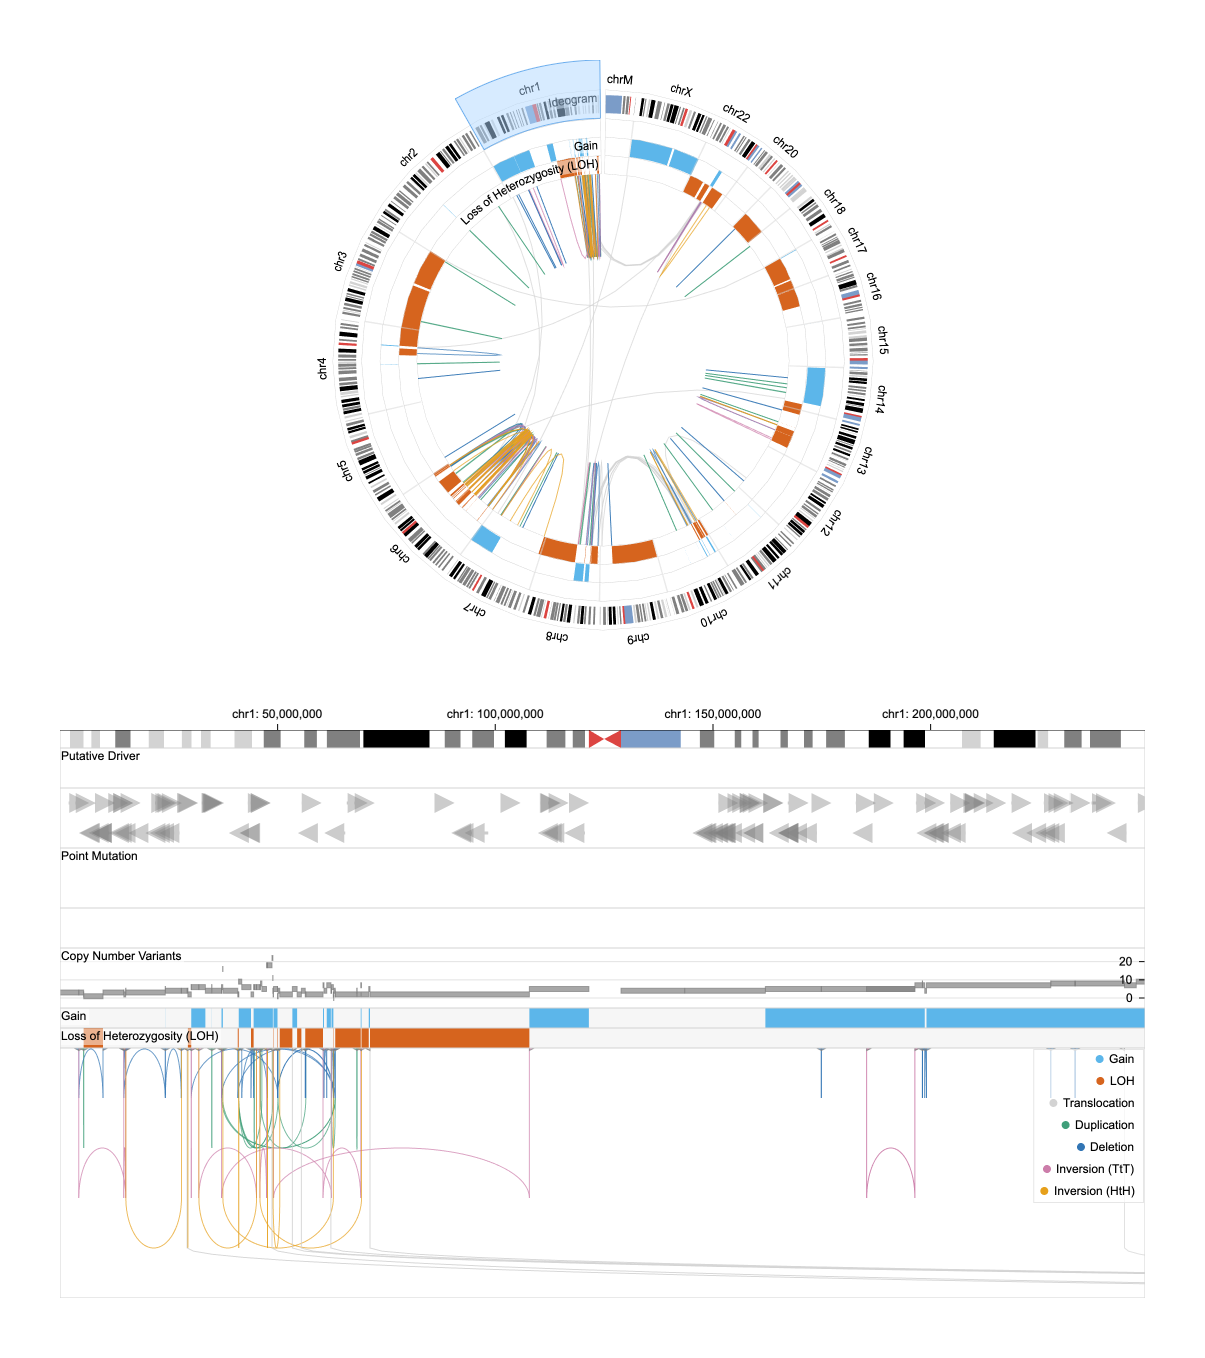 chrM
chrX
chr22
chr20
chr18
chr17
chr16
chr15
chr14
chr13
chr12
chr11
chr10
chr9
chr8
chr7
chr6
chr5
chr4
chr3
chr2
chr1
Ideogram
Gain
Loss of Heterozygosity (LOH)
chr1: 50,000,000
chr1: 100,000,000
chr1: 150,000,000
chr1: 200,000,000
Putative Driver
Point Mutation
Copy Number Variants
20
10
0
Gain
Loss of Heterozygosity (LOH)
Gain
LOH
Translocation
Duplication
Deletion
Inversion (TtT)
Inversion (HtH)